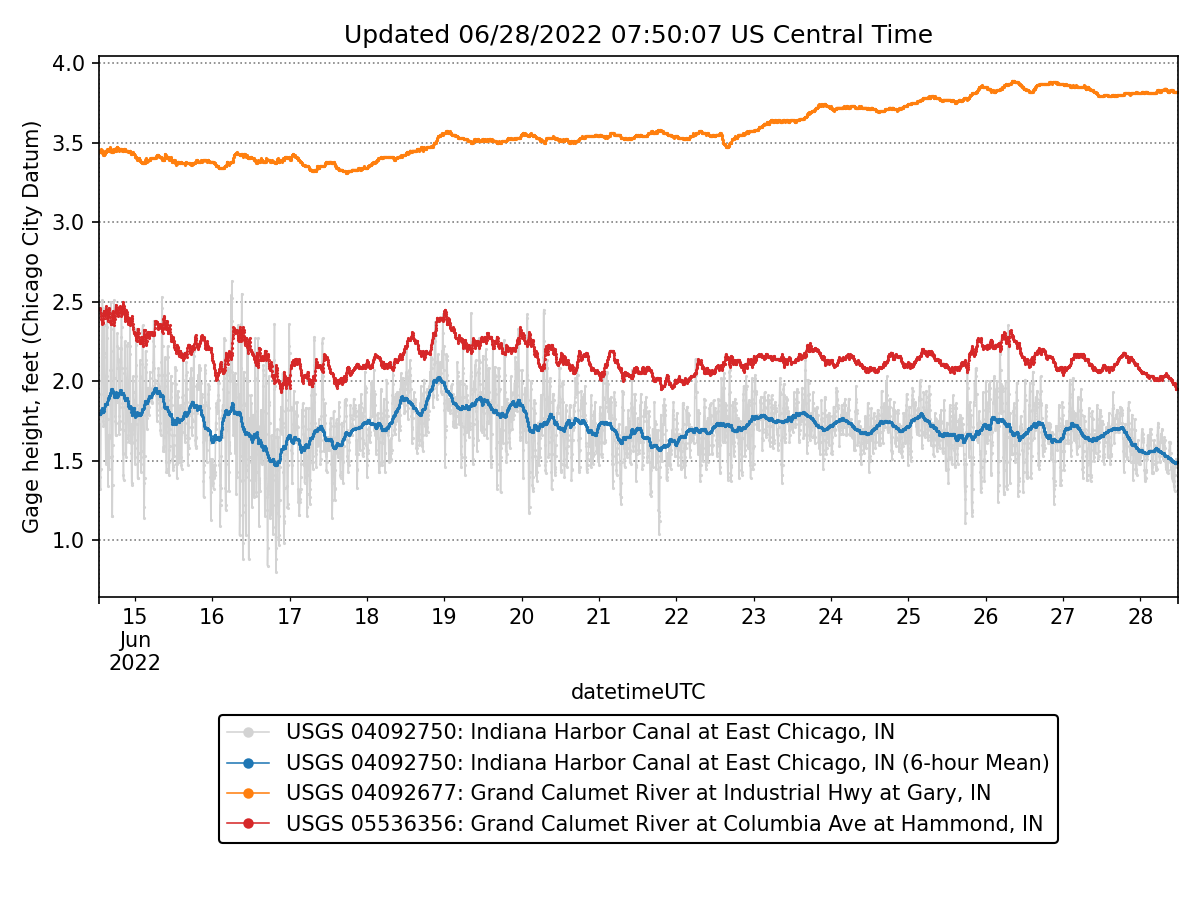 Updated 06/28/2022 07:50:07 US Central Time
Gage height, feet (Chicago City Datum)
4.0
3.5
3.0
2.5
2.0
1.5
1.0
15 16 17 18 19 20 21 22 23 24 25 26 27 28
Jun
2022
datetimeUTC
USGS 04092750: Indiana Harbor Canal at East Chicago, IN
USGS 04092750: Indiana Harbor Canal at East Chicago, IN (6-hour Mean)
USGS 04092677: Grand Calumet River at Industrial Hwy at Gary, IN
USGS 05536356: Grand Calumet River at Columbia Ave at Hammond, IN